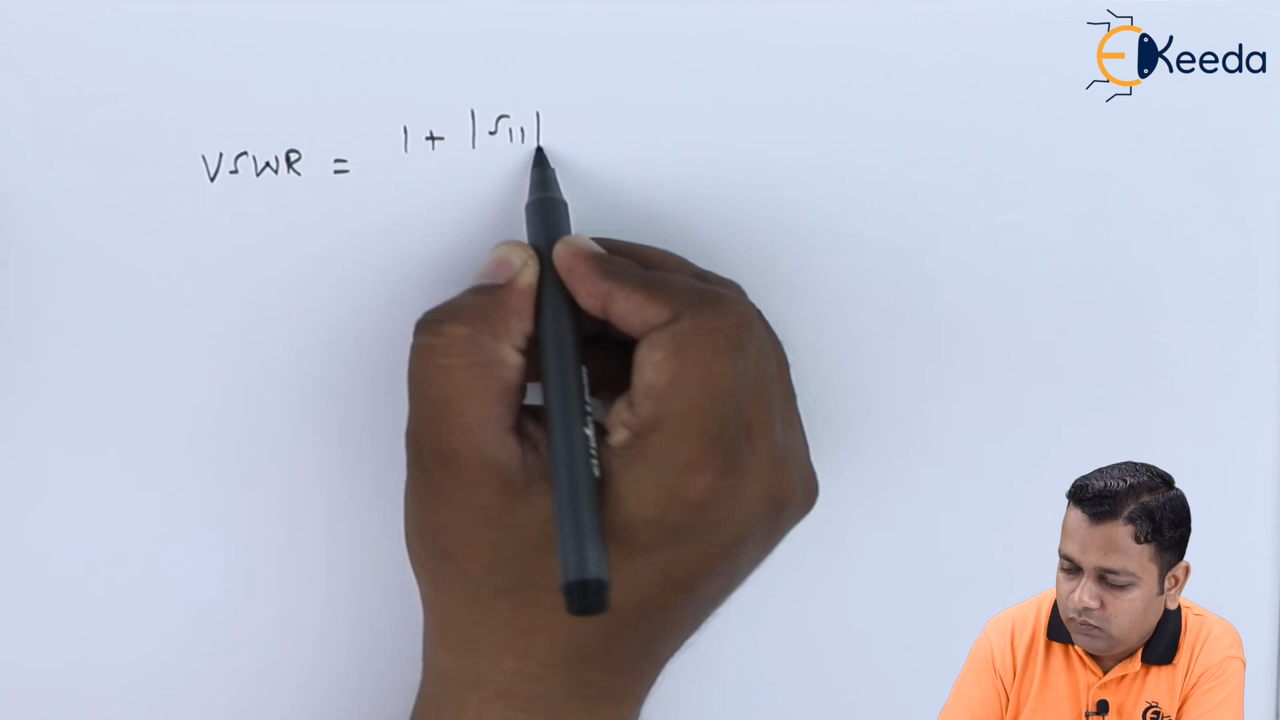 EKeeda
VSWR = 1 + |S11|